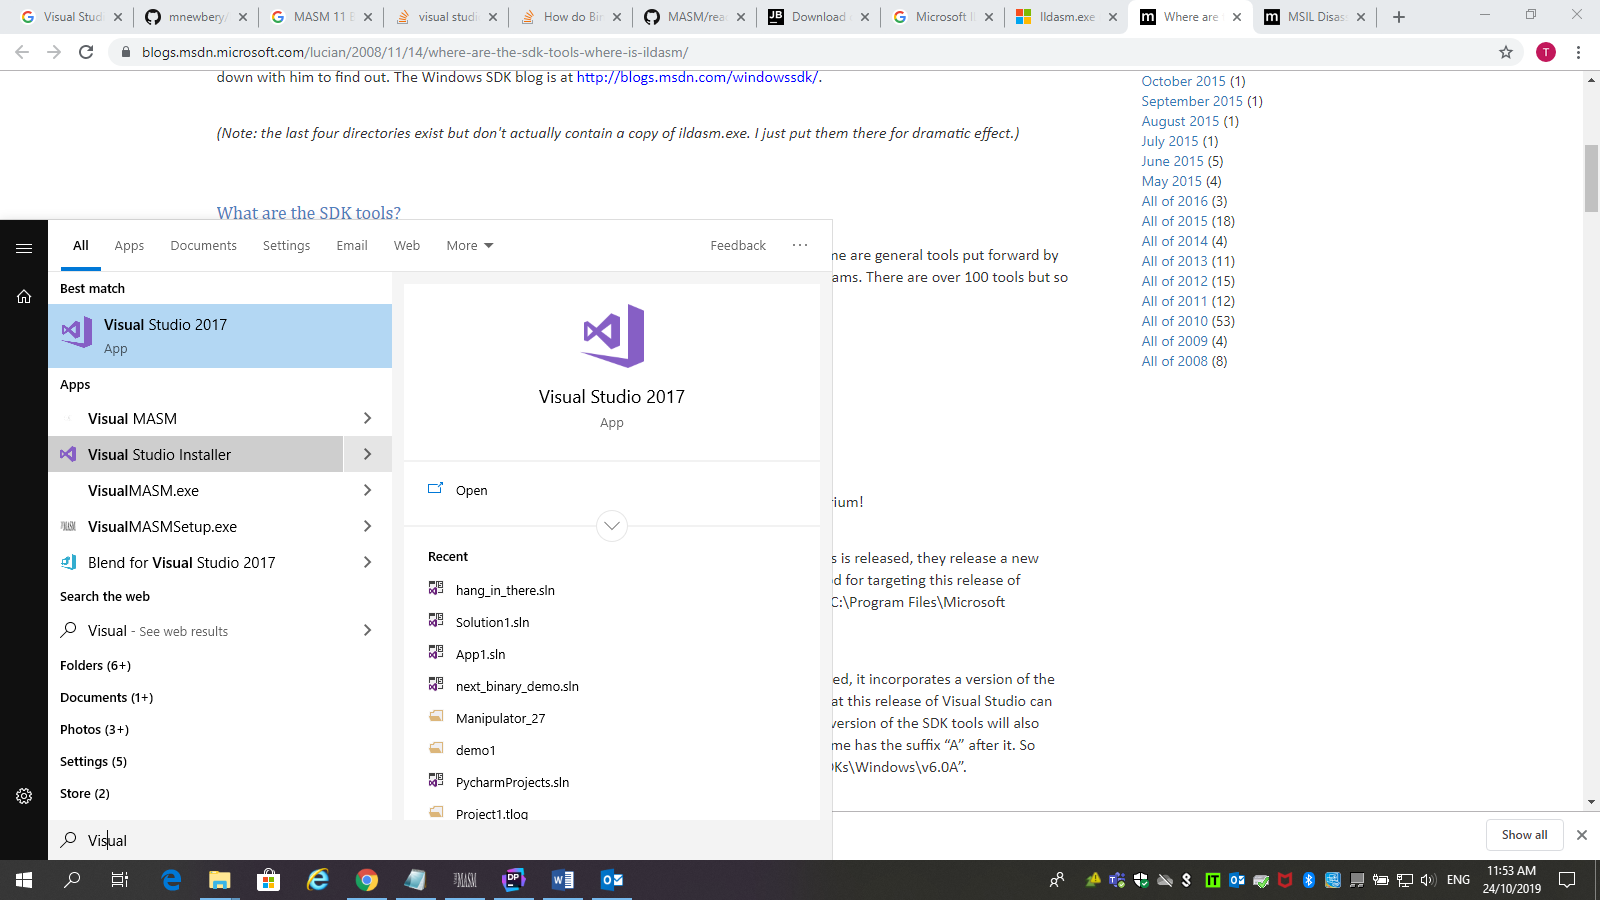 Visual Stud
mnewbery/
MASM 11 E
visual studi
How do Bir
MASM/rea
Download
Microsoft I
Ildasm.exe
Where are
MSIL Disas
blogs.msdn.microsoft.com/lucian/2008/11/14/where-are-the-sdk-tools-where-is-ildasm/
T
down with him to find out. The Windows SDK blog is at http://blogs.msdn.com/windowssdk/.
(Note: the last four directories exist but don't actually contain a copy of ildasm.exe. I just put them there for dramatic effect.)
What are the SDK tools?
me are general tools put forward by
ams. There are over 100 tools but so
rium!
s is released, they release a new
d for targeting this release of
C:\Program Files\Microsoft
ed, it incorporates a version of the
at this release of Visual Studio can
version of the SDK tools will also
me has the suffix “A” after it. So
DKs\Windows\v6.0A”.
October 2015 (1)
September 2015 (1)
August 2015 (1)
July 2015 (1)
June 2015 (5)
May 2015 (4)
All of 2016 (3)
All of 2015 (18)
All of 2014 (4)
All of 2013 (11)
All of 2012 (15)
All of 2011 (12)
All of 2010 (53)
All of 2009 (4)
All of 2008 (8)
All Apps Documents Settings Email Web More Feedback ···
Best match
Visual Studio 2017
App
Apps
Visual MASM
Visual Studio Installer
VisualMASM.exe
VisualMASMSetup.exe
Blend for Visual Studio 2017
Search the web
Visual - See web results
Folders (6+)
Documents (1+)
Photos (3+)
Settings (5)
Store (2)
Visual Studio 2017
App
Open
Recent
hang_in_there.sln
Solution1.sln
App1.sln
next_binary_demo.sln
Manipulator_27
demo1
PycharmProjects.sln
Project1.tlog
Visual
Show all
ENG
11:53 AM
24/10/2019